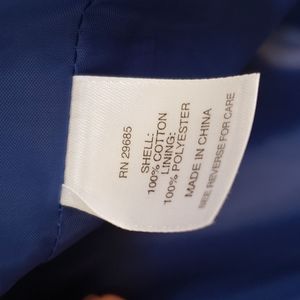 RN 29685
SHELL:
100% COTTON
LINING:
100% POLYESTER
MADE IN CHINA
SEE REVERSE FOR CARE